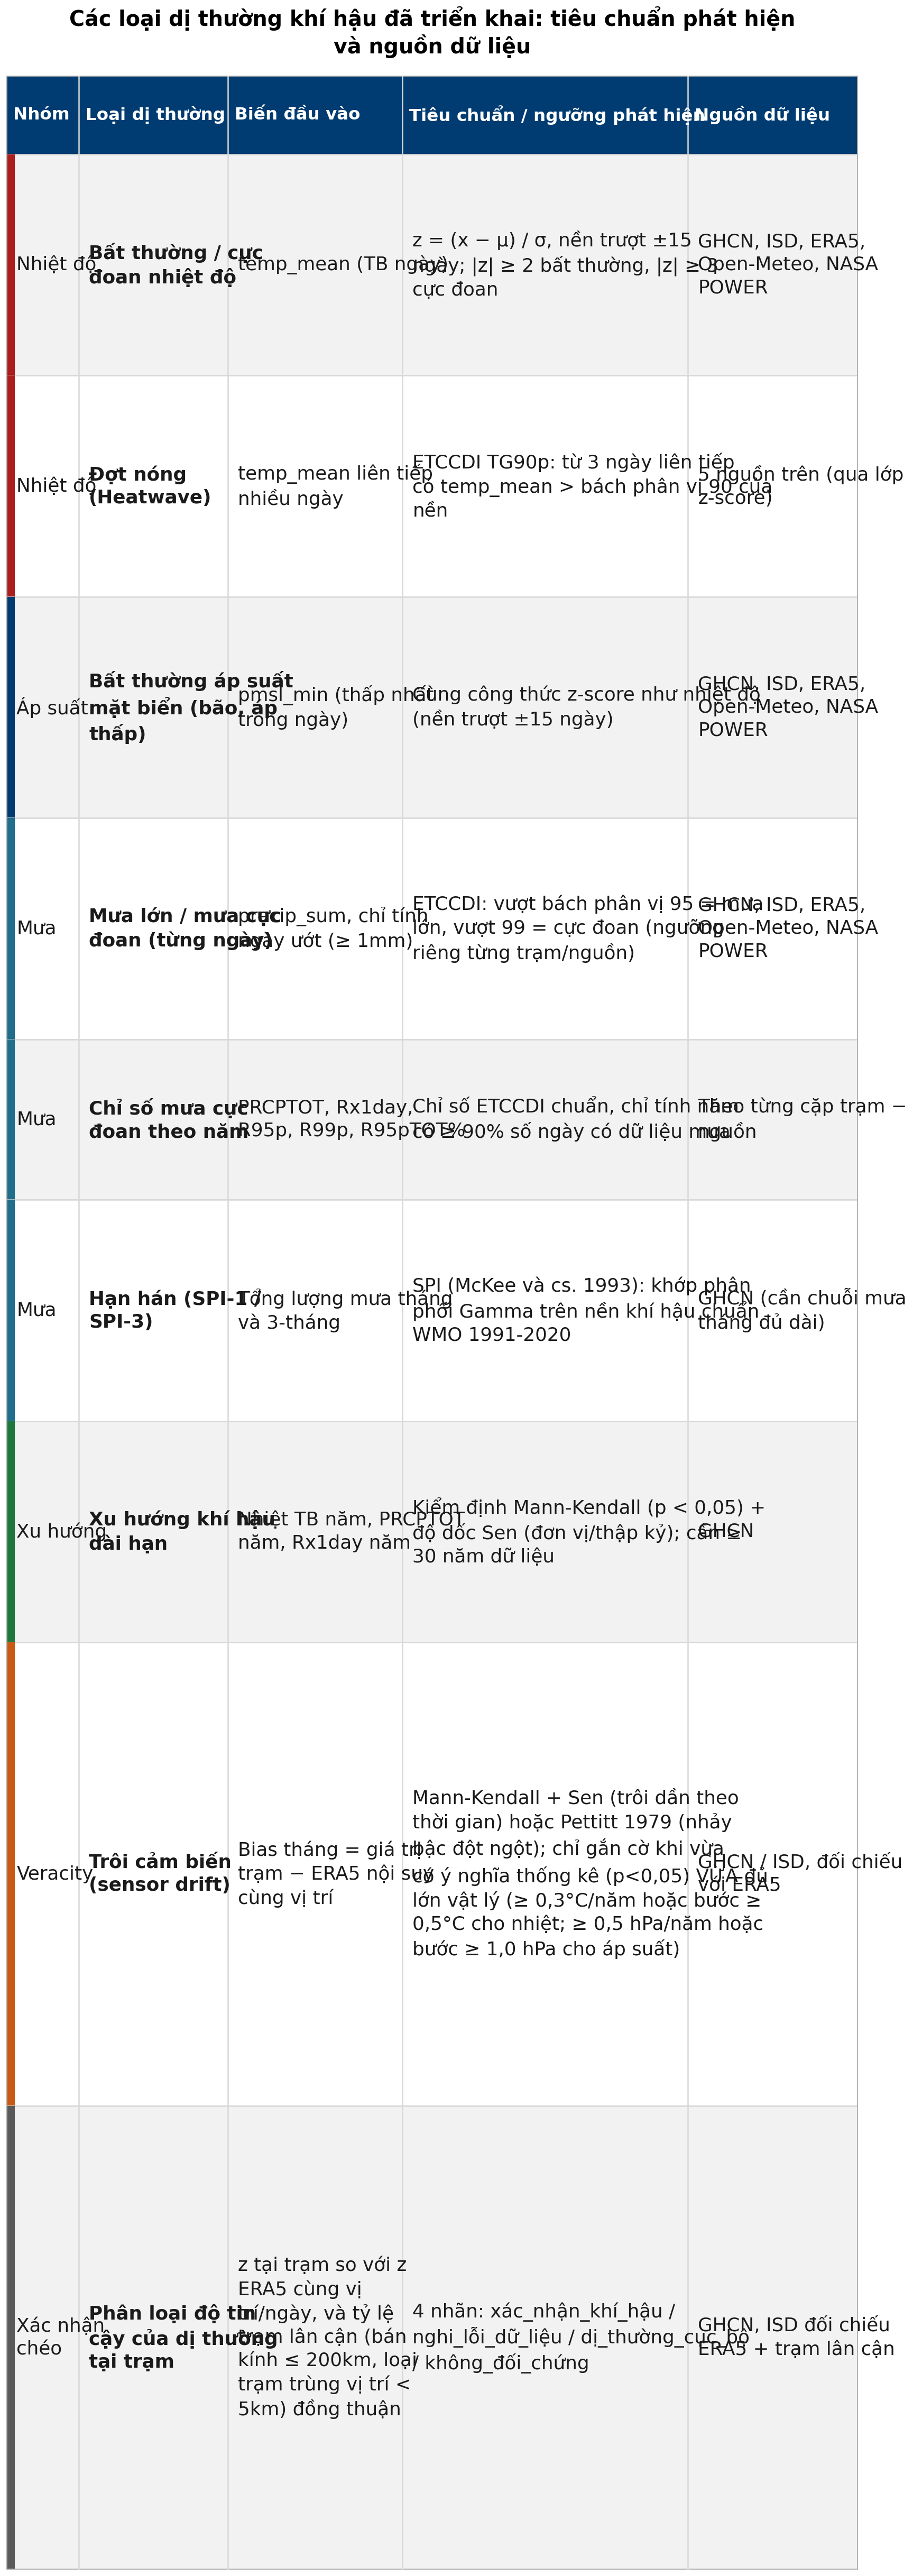 Các loại dị thường khí hậu đã triển khai: tiêu chuẩn phát hiện
và nguồn dữ liệu
Nhóm
Loại dị thường
Biến đầu vào
Tiêu chuẩn / ngưỡng phát hiện
Nguồn dữ liệu
Nhiệt độ
Bất thường / cực
đoan nhiệt độ
temp_mean (TB ngày)
z = (x − μ) / σ, nền trượt ±15
ngày; |z| ≥ 2 bất thường, |z| ≥ 3
cực đoan
GHCN, ISD, ERA5,
Open-Meteo, NASA
POWER
Nhiệt độ
Đợt nóng
(Heatwave)
temp_mean liên tiếp
nhiều ngày
ETCCDI TG90p: từ 3 ngày liên tiếp
có temp_mean > bách phân vị 90 của
nền
5 nguồn trên (qua lớp
z-score)
Áp suất
Bất thường áp suất
mặt biển (bão, áp
thấp)
pmsl_min (thấp nhất
trong ngày)
Cùng công thức z-score như nhiệt độ
(nền trượt ±15 ngày)
GHCN, ISD, ERA5,
Open-Meteo, NASA
POWER
Mưa
Mưa lớn / mưa cực
đoan (từng ngày)
precip_sum, chỉ tính
ngày ướt (≥ 1mm)
ETCCDI: vượt bách phân vị 95 = mưa
lớn, vượt 99 = cực đoan (ngưỡng
riêng từng trạm/nguồn)
GHCN, ISD, ERA5,
Open-Meteo, NASA
POWER
Mưa
Chỉ số mưa cực
đoan theo năm
PRCPTOT, Rx1day,
R95p, R99p, R95pTOT%
Chỉ số ETCCDI chuẩn, chỉ tính năm
có ≥ 90% số ngày có dữ liệu mưa
Theo từng cặp trạm −
nguồn
Mưa
Hạn hán (SPI-1 /
SPI-3)
Tổng lượng mưa tháng
và 3-tháng
SPI (McKee và cs. 1993): khớp phân
phối Gamma trên nền khí hậu chuẩn
WMO 1991-2020
GHCN (cần chuỗi mưa
tháng đủ dài)
Xu hướng
Xu hướng khí hậu
dài hạn
Nhiệt TB năm, PRCPTOT
năm, Rx1day năm
Kiểm định Mann-Kendall (p < 0,05) +
độ dốc Sen (đơn vị/thập kỷ); cần ≥
30 năm dữ liệu
GHCN
Veracity
Trôi cảm biến
(sensor drift)
Bias tháng = giá trị
trạm − ERA5 nội suy
cùng vị trí
Mann-Kendall + Sen (trôi dần theo
thời gian) hoặc Pettitt 1979 (nhảy
bậc đột ngột); chỉ gắn cờ khi vừa
có ý nghĩa thống kê (p<0,05) VỪA đủ
lớn vật lý (≥ 0,3°C/năm hoặc bước ≥
0,5°C cho nhiệt; ≥ 0,5 hPa/năm hoặc
bước ≥ 1,0 hPa cho áp suất)
GHCN / ISD, đối chiếu
với ERA5
Xác nhận
chéo
Phân loại độ tin
cậy của dị thường
tại trạm
z tại trạm so với z
ERA5 cùng vị
trí/ngày, và tỷ lệ
trạm lân cận (bán
kính ≤ 200km, loại
trạm trùng vị trí <
5km) đồng thuận
4 nhãn: xác_nhận_khí_hậu /
nghi_lỗi_dữ_liệu / dị_thường_cục_bộ
/ không_đối_chứng
GHCN, ISD đối chiếu
ERA5 + trạm lân cận